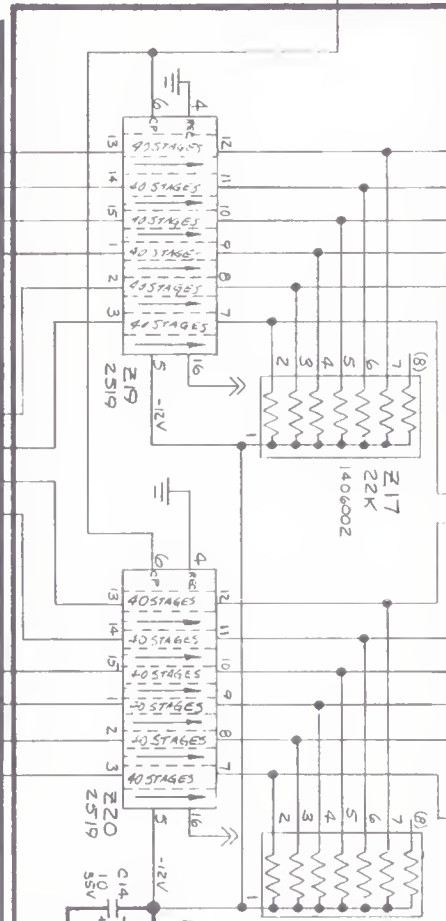 6 4
CP REC
13 40 STAGES 12
14 40 STAGES 11
15 40 STAGES 10
1 40 STAGE- 9
2 40 STAGES 8
3 40 STAGES 7
5 16
Z19
2519
-12V
2 3 4 5 6 7 (8)
1
Z17
22K
1406002
6 4
CP REC
13 40 STAGES 12
14 40 STAGES 11
15 40 STAGES 10
1 40 STAGES 9
2 40 STAGES 8
3 40 STAGES 7
5 16
Z20
2519
-12V
C14
10
35V
2 3 4 5 6 7 (8)
1